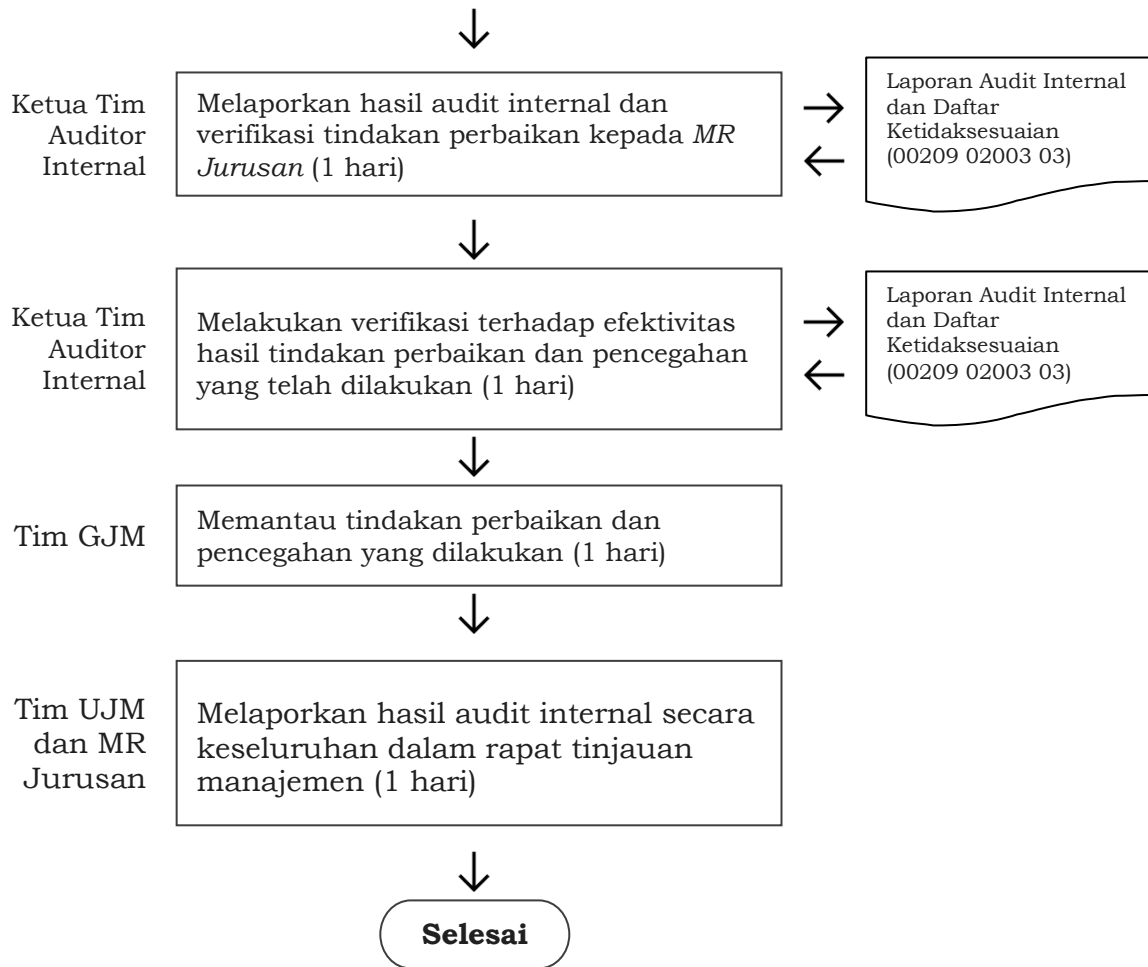 Ketua Tim
Auditor
Internal
Melaporkan hasil audit internal dan
verifikasi tindakan perbaikan kepada MR
Jurusan (1 hari)
Laporan Audit Internal
dan Daftar
Ketidaksesuaian
(00209 02003 03)
Ketua Tim
Auditor
Internal
Melakukan verifikasi terhadap efektivitas
hasil tindakan perbaikan dan pencegahan
yang telah dilakukan (1 hari)
Laporan Audit Internal
dan Daftar
Ketidaksesuaian
(00209 02003 03)
Tim GJM
Memantau tindakan perbaikan dan
pencegahan yang dilakukan (1 hari)
Tim UJM
dan MR
Jurusan
Melaporkan hasil audit internal secara
keseluruhan dalam rapat tinjauan
manajemen (1 hari)
Selesai